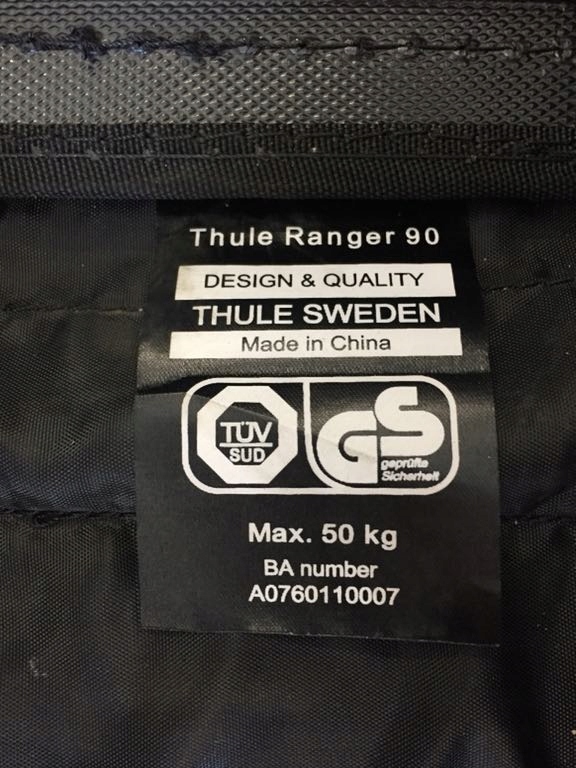 Thule Ranger 90
DESIGN & QUALITY
THULE SWEDEN
Made in China
TÜV
SUD
GS
geprüfte
Sicherheit
Max. 50 kg
BA number
A0760110007